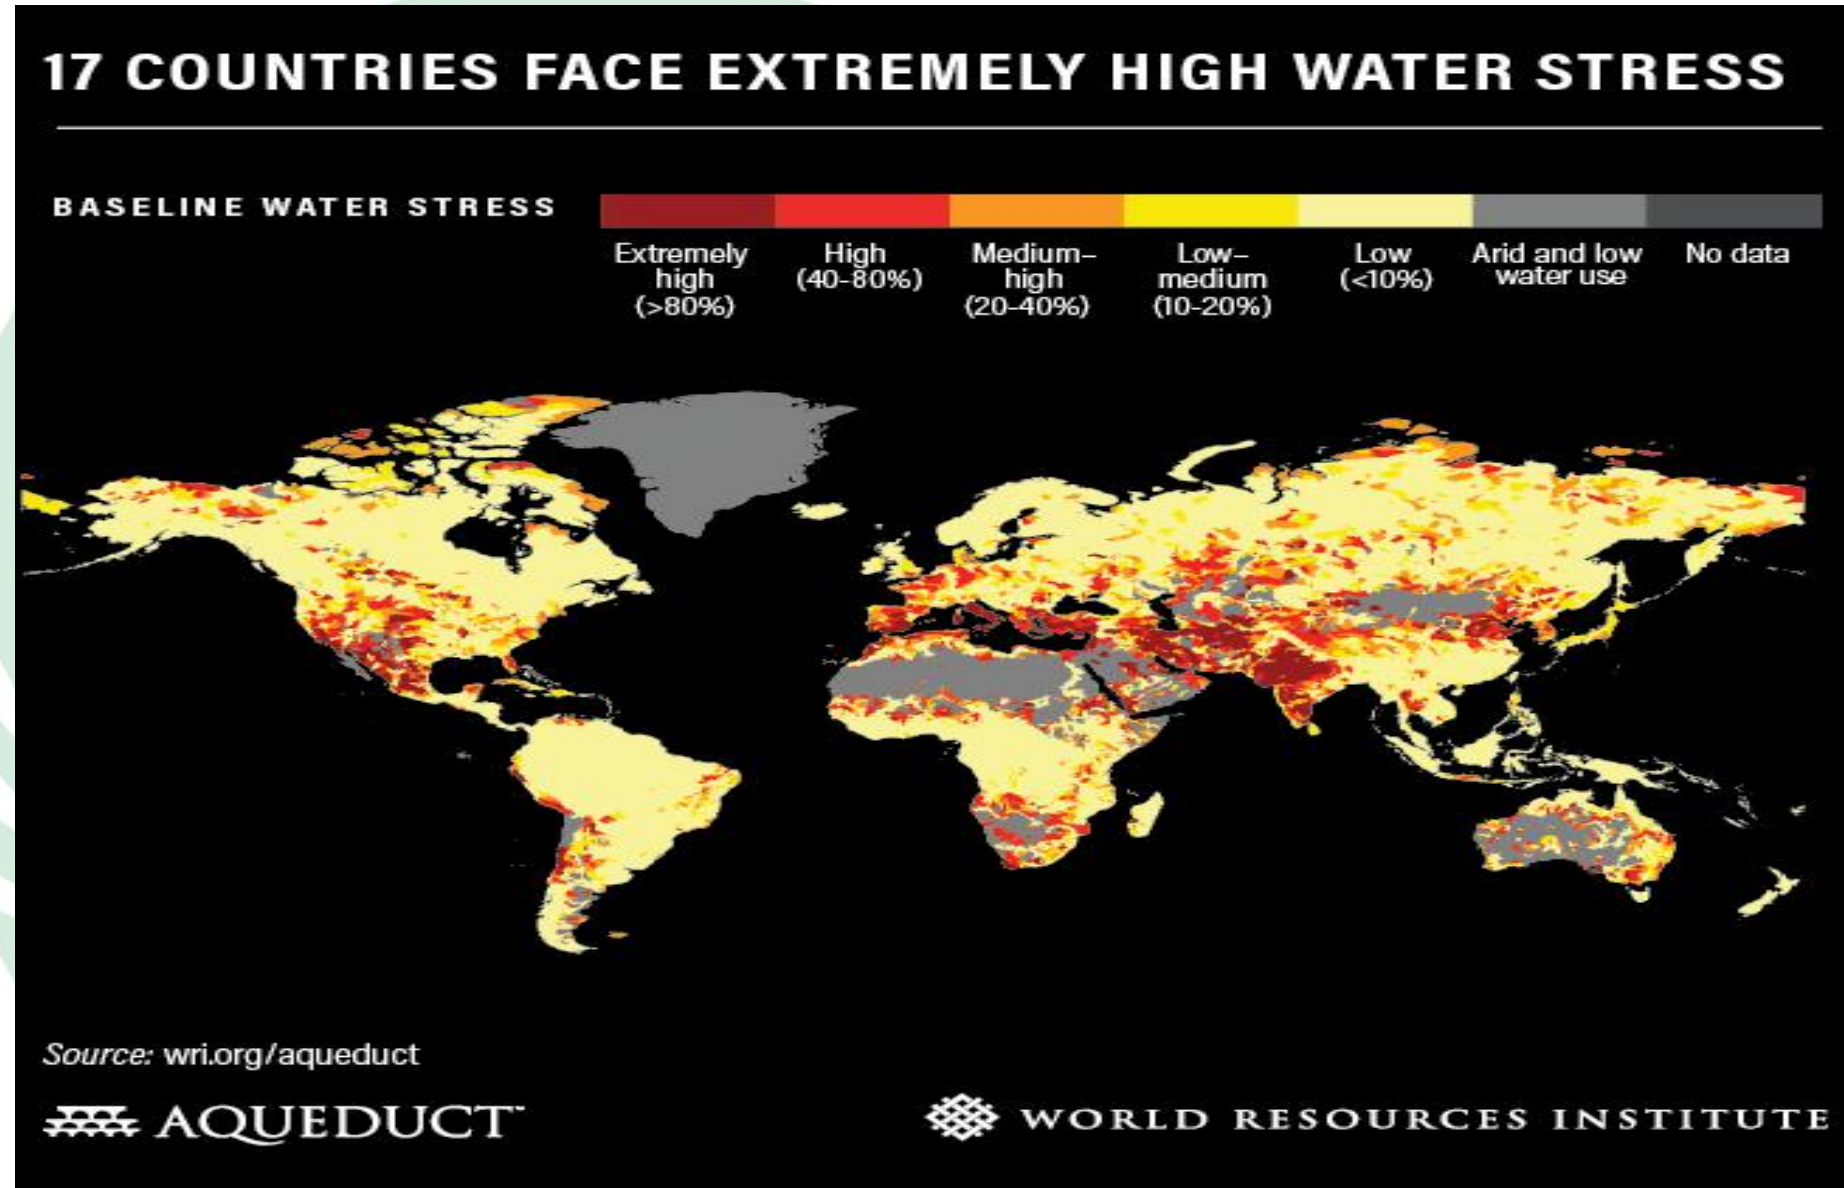 17 COUNTRIES FACE EXTREMELY HIGH WATER STRESS
BASELINE WATER STRESS
Extremely
high
(>80%)
High
(40-80%)
Medium–
high
(20-40%)
Low–
medium
(10-20%)
Low
(<10%)
Arid and low
water use
No data
Source: wri.org/aqueduct
AQUEDUCT™
WORLD RESOURCES INSTITUTE